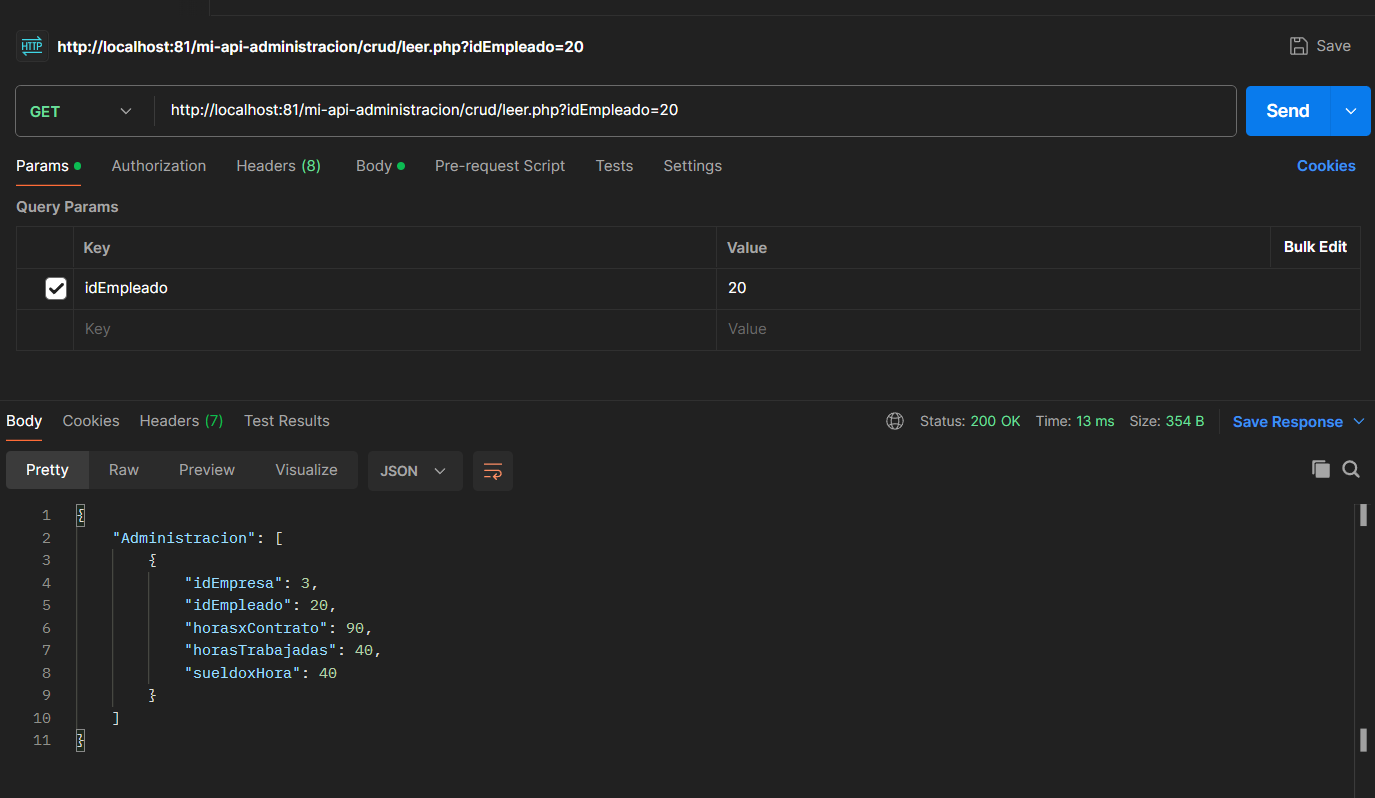 HTTP http://localhost:81/mi-api-administracion/crud/leer.php?idEmpleado=20 Save
GET http://localhost:81/mi-api-administracion/crud/leer.php?idEmpleado=20 Send
Params Authorization Headers (8) Body Pre-request Script Tests Settings Cookies
Query Params
Key Value Bulk Edit
idEmpleado 20
Key Value
Body Cookies Headers (7) Test Results Status: 200 OK Time: 13 ms Size: 354 B Save Response
Pretty Raw Preview Visualize JSON
1 {
2 "Administracion": [
3 {
4 "idEmpresa": 3,
5 "idEmpleado": 20,
6 "horasxContrato": 90,
7 "horasTrabajadas": 40,
8 "sueldoxHora": 40
9 }
10 ]
11 }